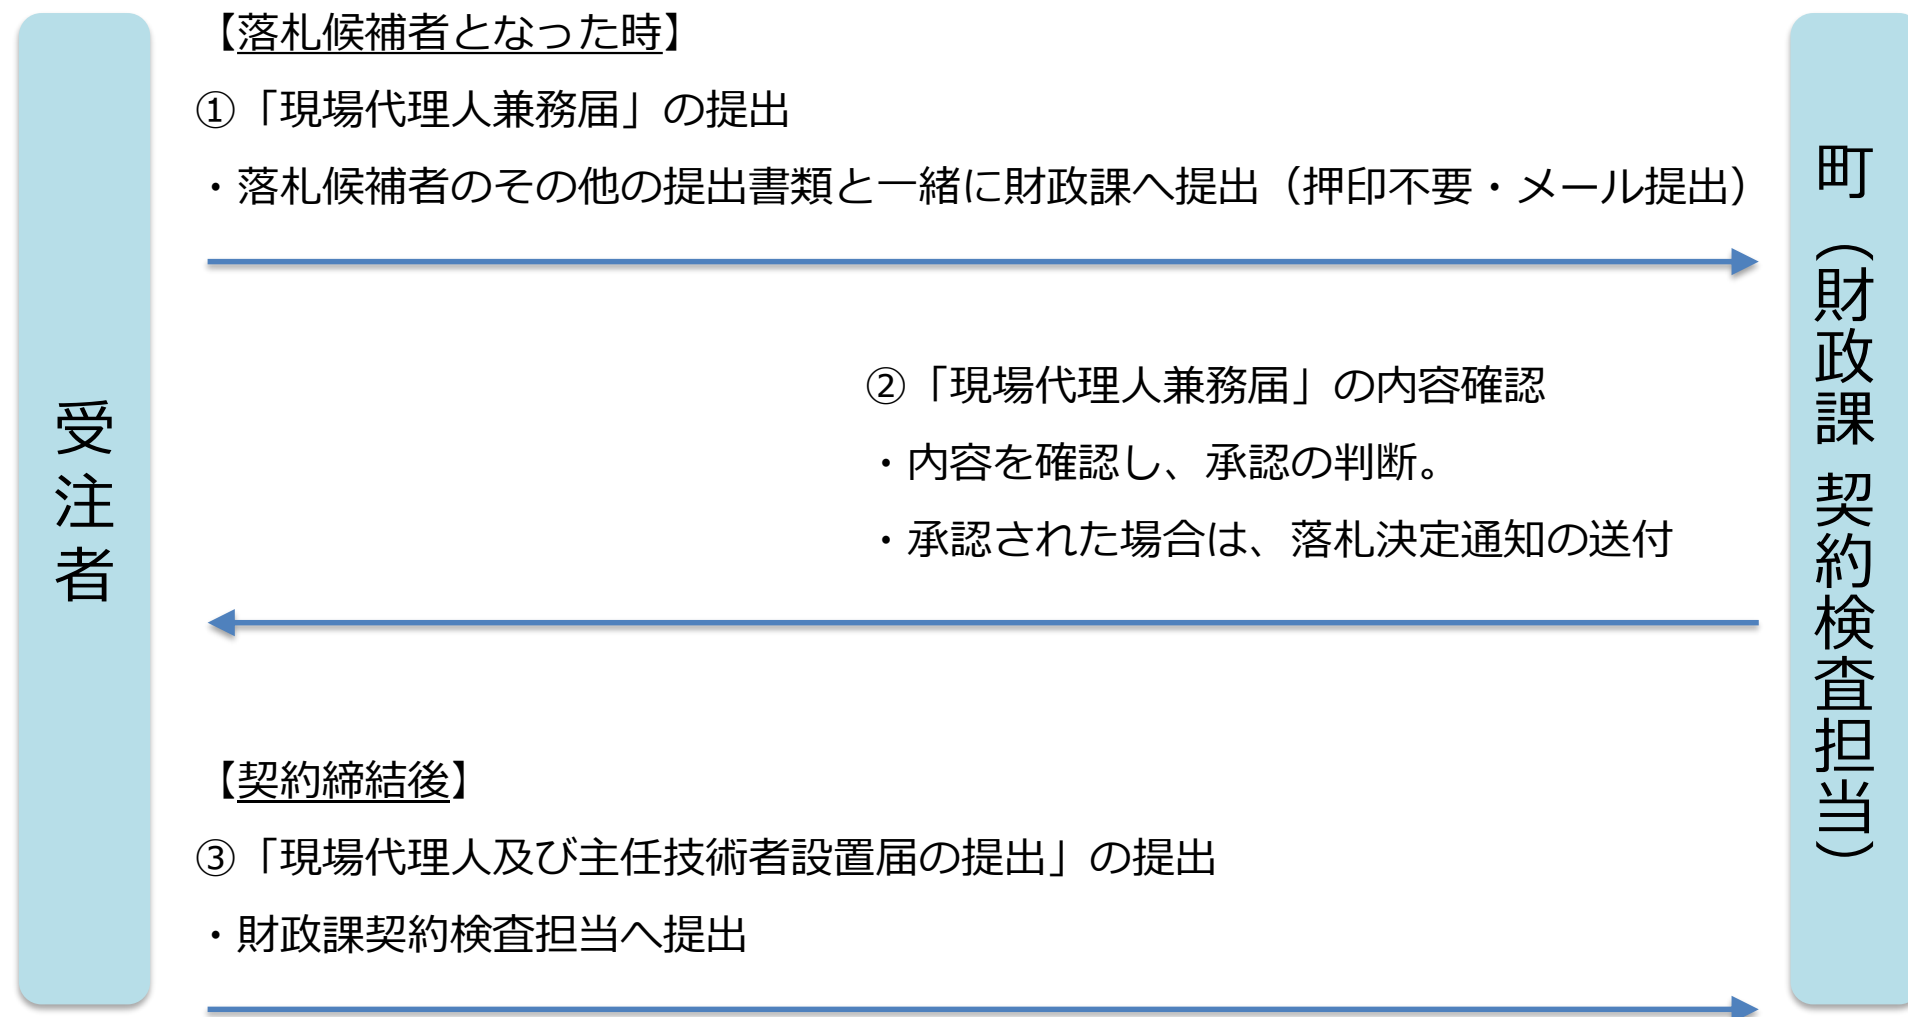 受注者
【落札候補者となった時】
①「現場代理人兼務届」の提出
・落札候補者のその他の提出書類と一緒に財政課へ提出（押印不要・メール提出）
②「現場代理人兼務届」の内容確認
・内容を確認し、承認の判断。
・承認された場合は、落札決定通知の送付
【契約締結後】
③「現場代理人及び主任技術者設置届の提出」の提出
・財政課契約検査担当へ提出
町（財政課 契約検査担当）